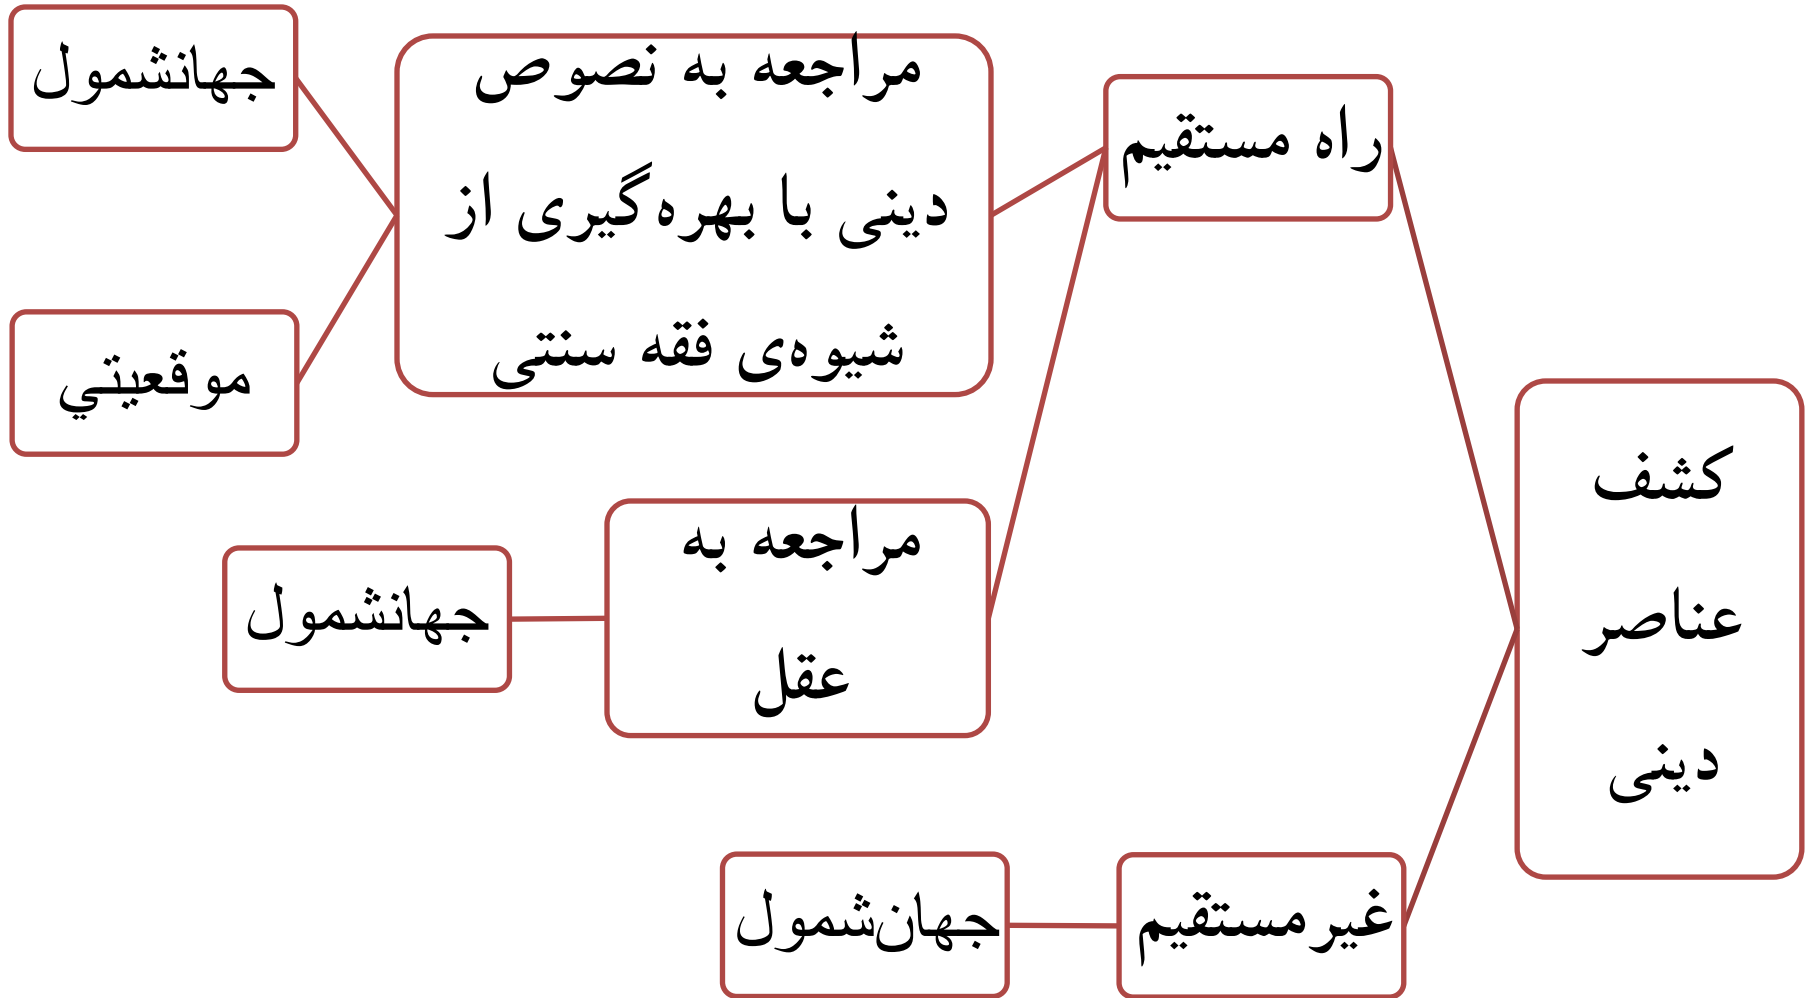 کشف
عناصر
دینی
راه مستقیم
مراجعه به نصوص
دینی با بهره‌گیری از
شیوه‌ی فقه سنتی
جهانشمول
موقعیتي
مراجعه به
عقل
جهانشمول
غیرمستقیم
جهان‌شمول